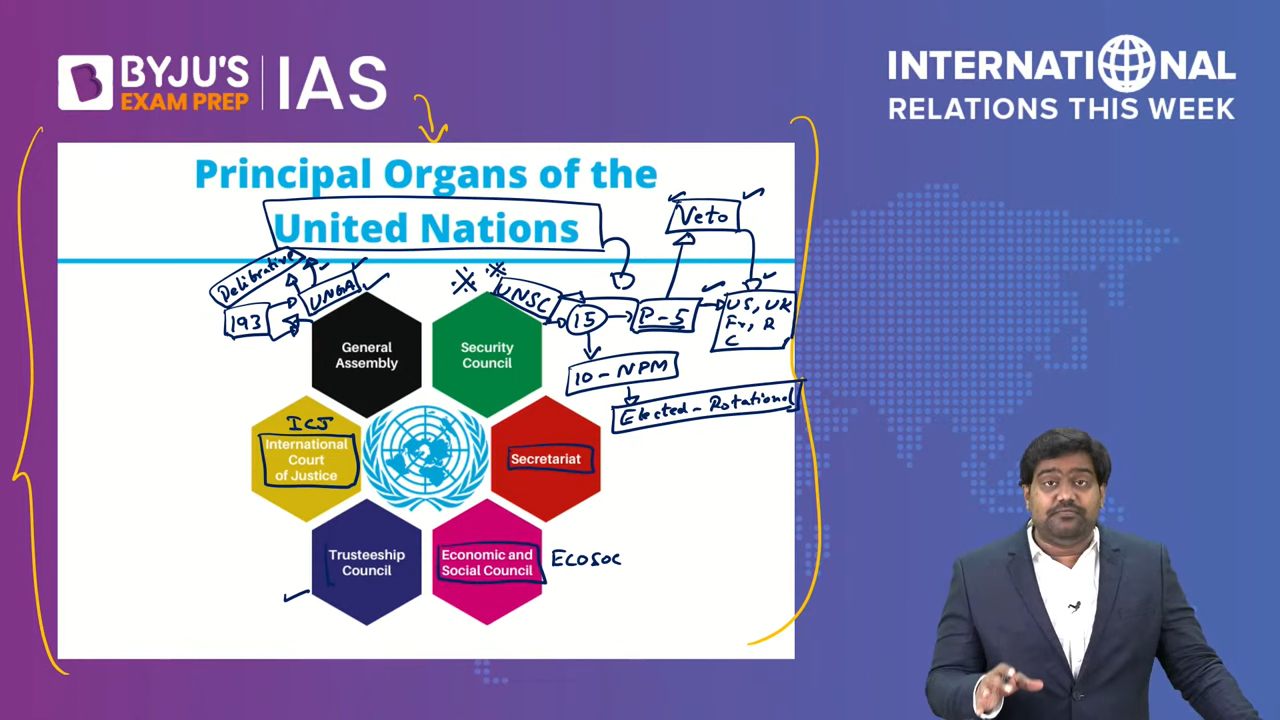 BYJU'S
EXAM PREP
IAS
INTERNATIONAL
RELATIONS THIS WEEK
Principal Organs of the
United Nations
Veto
Delibrative
UNGA
193
UNSC
15
P-5
US, UK
Fr, R
C
10-NPM
Elected-Rotational
General
Assembly
Security
Council
ICJ
International
Court
of Justice
Secretariat
Trusteeship
Council
Economic and
Social Council
ECOSOC